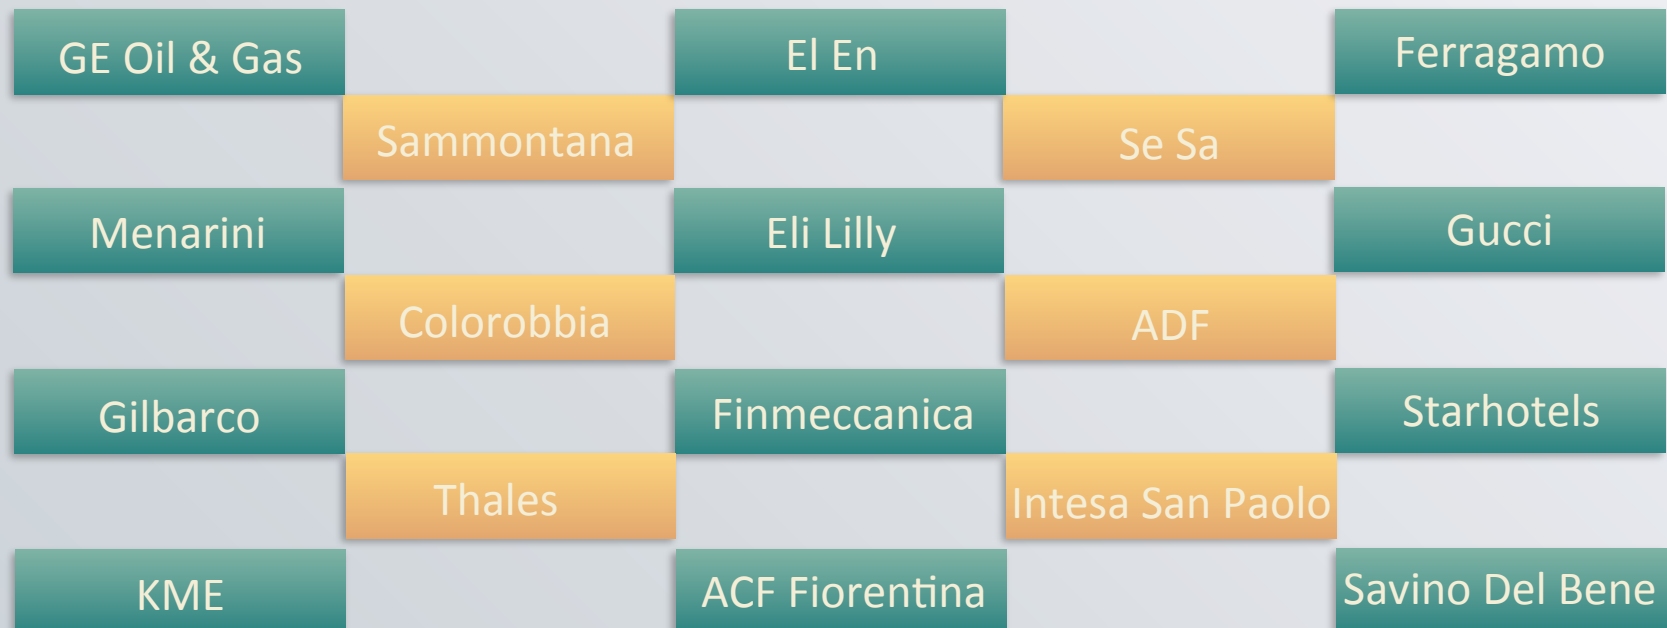 GE Oil & Gas
El En
Ferragamo
Sammontana
Se Sa
Menarini
Eli Lilly
Gucci
Colorobbia
ADF
Gilbarco
Finmeccanica
Starhotels
Thales
Intesa San Paolo
KME
ACF Fiorentina
Savino Del Bene